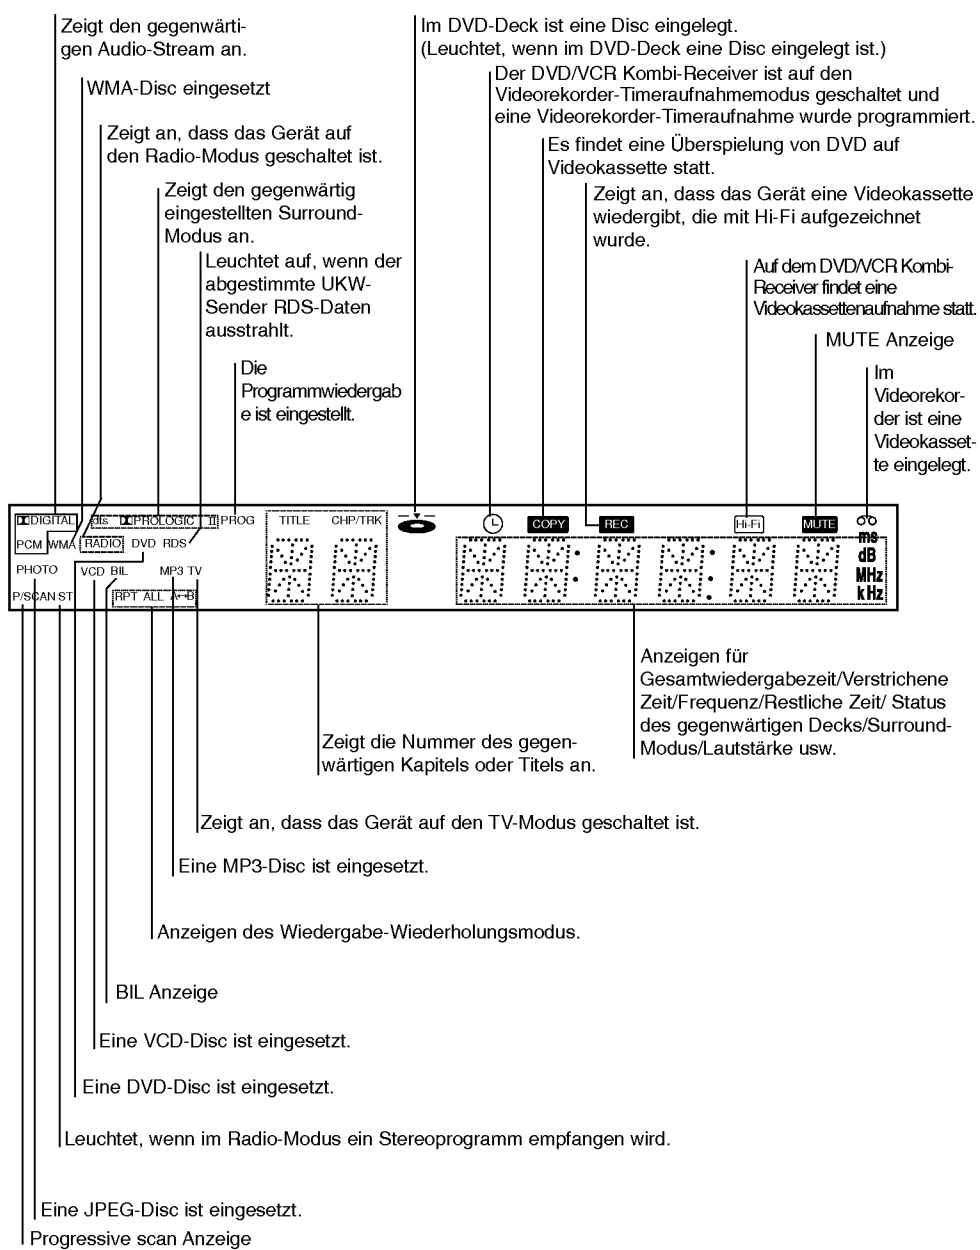 Zeigt den gegenwärti-
gen Audio-Stream an.
WMA-Disc eingesetzt
Zeigt an, dass das Gerät auf
den Radio-Modus geschaltet ist.
Zeigt den gegenwärtig
eingestellten Surround-
Modus an.
Leuchtet auf, wenn der
abgestimmte UKW-
Sender RDS-Daten
ausstrahlt.
Die
Programmwiedergab
e ist eingestellt.
Im DVD-Deck ist eine Disc eingelegt.
(Leuchtet, wenn im DVD-Deck eine Disc eingelegt ist.)
Der DVD/VCR Kombi-Receiver ist auf den
Videorekorder-Timeraufnahmemodus geschaltet und
eine Videorekorder-Timeraufnahme wurde programmiert.
Es findet eine Überspielung von DVD auf
Videokassette statt.
Zeigt an, dass das Gerät eine Videokassette
wiedergibt, die mit Hi-Fi aufgezeichnet
wurde.
Auf dem DVD/VCR Kombi-
Receiver findet eine
Videokassettenaufnahme statt.
MUTE Anzeige
Im
Videorekor-
der ist eine
Videokasset-
te eingelegt.
DIGITAL dts PROLOGIC II PROG TITLE CHP/TRK COPY REC Hi-Fi MUTE
PCM WMA RADIO DVD RDS ms
dB
PHOTO VCD BIL MP3 TV MHz
P/SCAN ST RPT ALL A↔B kHz
Anzeigen für
Gesamtwiedergabezeit/Verstrichene
Zeit/Frequenz/Restliche Zeit/ Status
des gegenwärtigen Decks/Surround-
Modus/Lautstärke usw.
Zeigt die Nummer des gegen-
wärtigen Kapitels oder Titels an.
Zeigt an, dass das Gerät auf den TV-Modus geschaltet ist.
Eine MP3-Disc ist eingesetzt.
Anzeigen des Wiedergabe-Wiederholungsmodus.
BIL Anzeige
Eine VCD-Disc ist eingesetzt.
Eine DVD-Disc ist eingesetzt.
Leuchtet, wenn im Radio-Modus ein Stereoprogramm empfangen wird.
Eine JPEG-Disc ist eingesetzt.
Progressive scan Anzeige